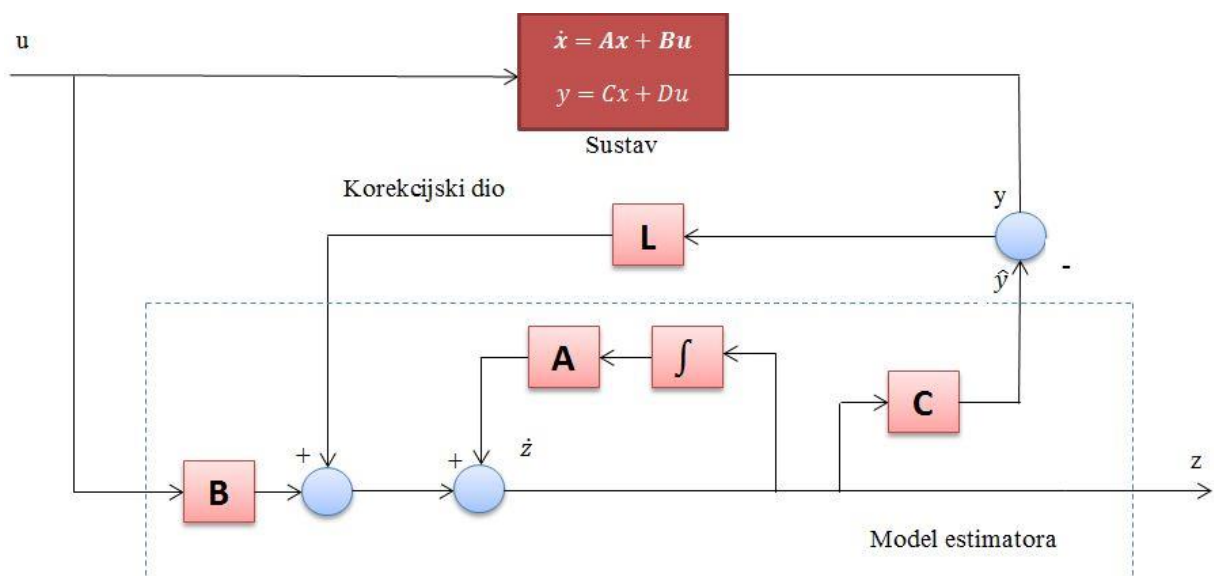 u
ẋ = Ax + Bu
y = Cx + Du
Sustav
Korekcijski dio
y
L
-
ŷ
A
∫
C
+
+
ż
z
B
Model estimatora